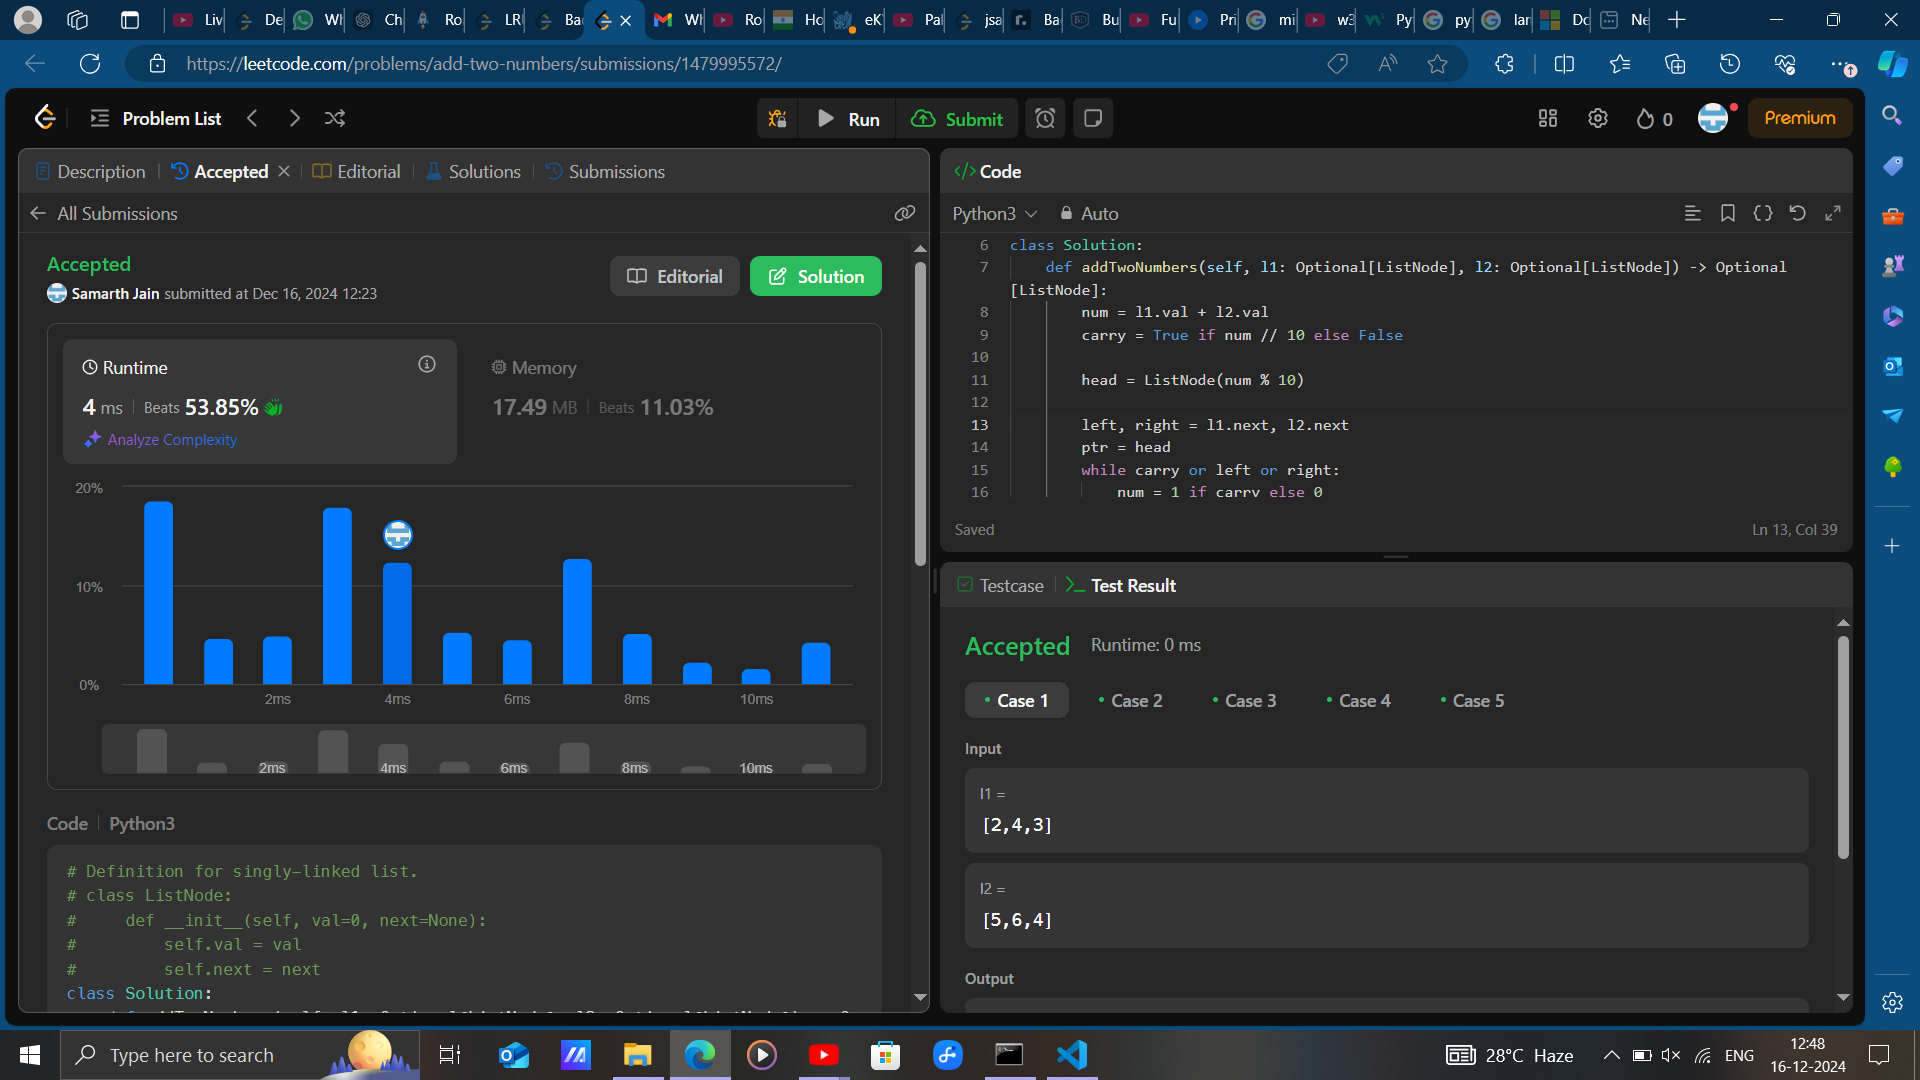 Liv
De
Wh
Ch
Ro
LRU
Ba
Wh
Ro
Ho
eK
Pal
jsa
Ba
Bu
Fu
Pri
mi
w3
Py
py
lar
Do
Ne
https://leetcode.com/problems/add-two-numbers/submissions/1479995572/
Problem List
Run
Submit
0
Premium
Description
Accepted
Editorial
Solutions
Submissions
All Submissions
Accepted
Samarth Jain submitted at Dec 16, 2024 12:23
Editorial
Solution
Runtime
4 ms | Beats 53.85%
Analyze Complexity
Memory
17.49 MB | Beats 11.03%
20%
10%
0%
2ms 4ms 6ms 8ms 10ms
2ms 4ms 6ms 8ms 10ms
Code | Python3
# Definition for singly-linked list.
# class ListNode:
#     def __init__(self, val=0, next=None):
#         self.val = val
#         self.next = next
class Solution:
</> Code
Python3
Auto
6 class Solution:
7     def addTwoNumbers(self, l1: Optional[ListNode], l2: Optional[ListNode]) -> Optional
[ListNode]:
8         num = l1.val + l2.val
9         carry = True if num // 10 else False
10
11         head = ListNode(num % 10)
12
13         left, right = l1.next, l2.next
14         ptr = head
15         while carry or left or right:
16             num = 1 if carry else 0
Saved
Ln 13, Col 39
Testcase
Test Result
Accepted
Runtime: 0 ms
Case 1
Case 2
Case 3
Case 4
Case 5
Input
l1 =
[2,4,3]
l2 =
[5,6,4]
Output
Type here to search
28°C Haze
ENG
12:48
16-12-2024